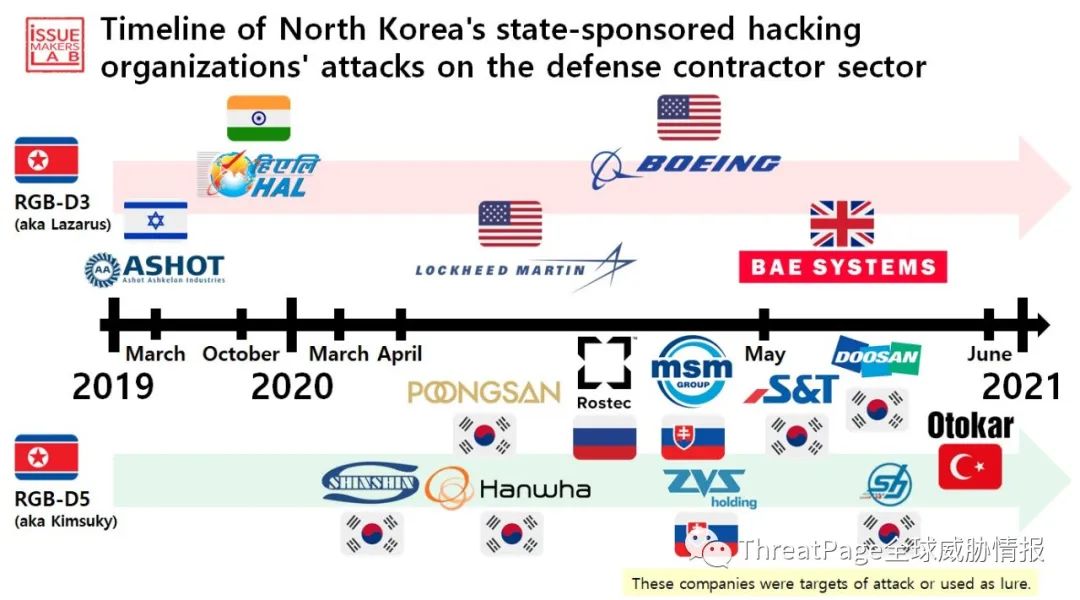 ISSUE
MAKERS
LAB
Timeline of North Korea's state-sponsored hacking
organizations' attacks on the defense contractor sector
RGB-D3
(aka Lazarus)
हिएएल
HAL
BOEING
AA
ASHOT
Ashot Ashkelon Industries
LOCKHEED MARTIN
BAE SYSTEMS
March
October
March
April
May
June
2019
2020
2021
POONGSAN
Rostec
msm
GROUP
S&T
DOOSAN
Otokar
RGB-D5
(aka Kimsuky)
SHINSHIN
Hanwha
ZVS
holding
sh
ThreatPage全球威胁情报
These companies were targets of attack or used as lure.